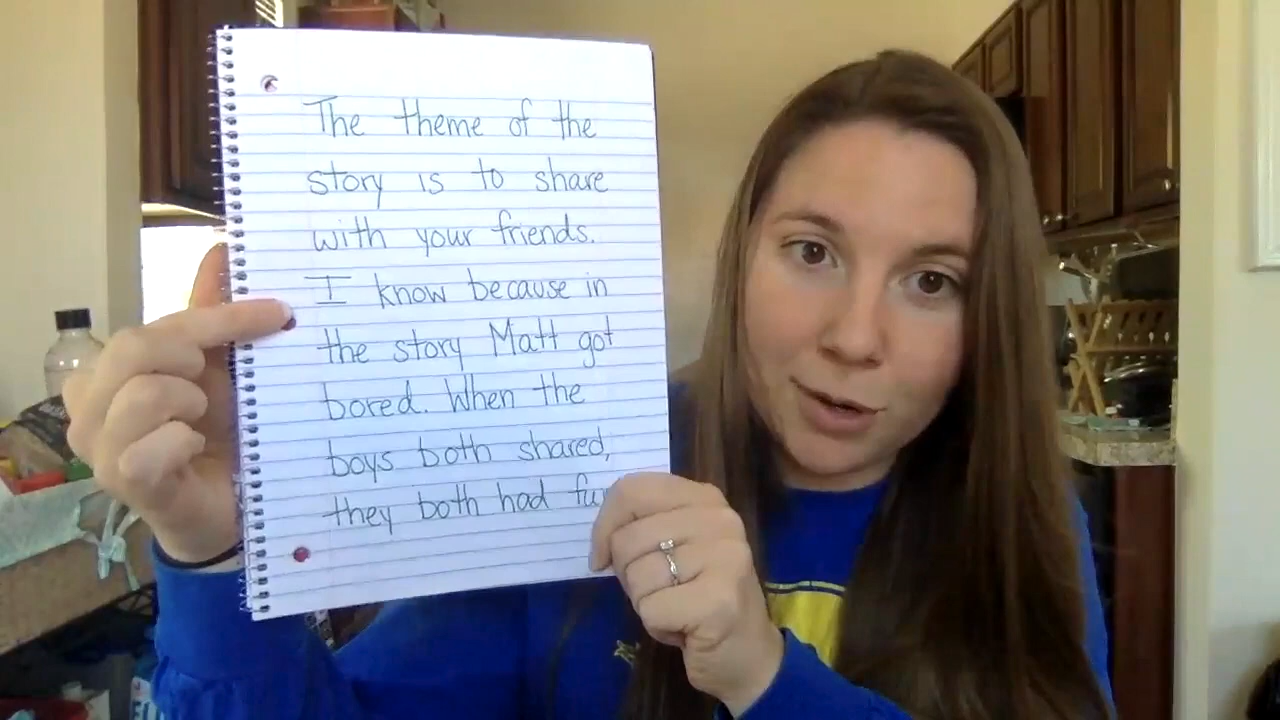 The theme of the
story is to share
with your friends.
I know because in
the story Matt got
bored. When the
boys both shared,
they both had fun